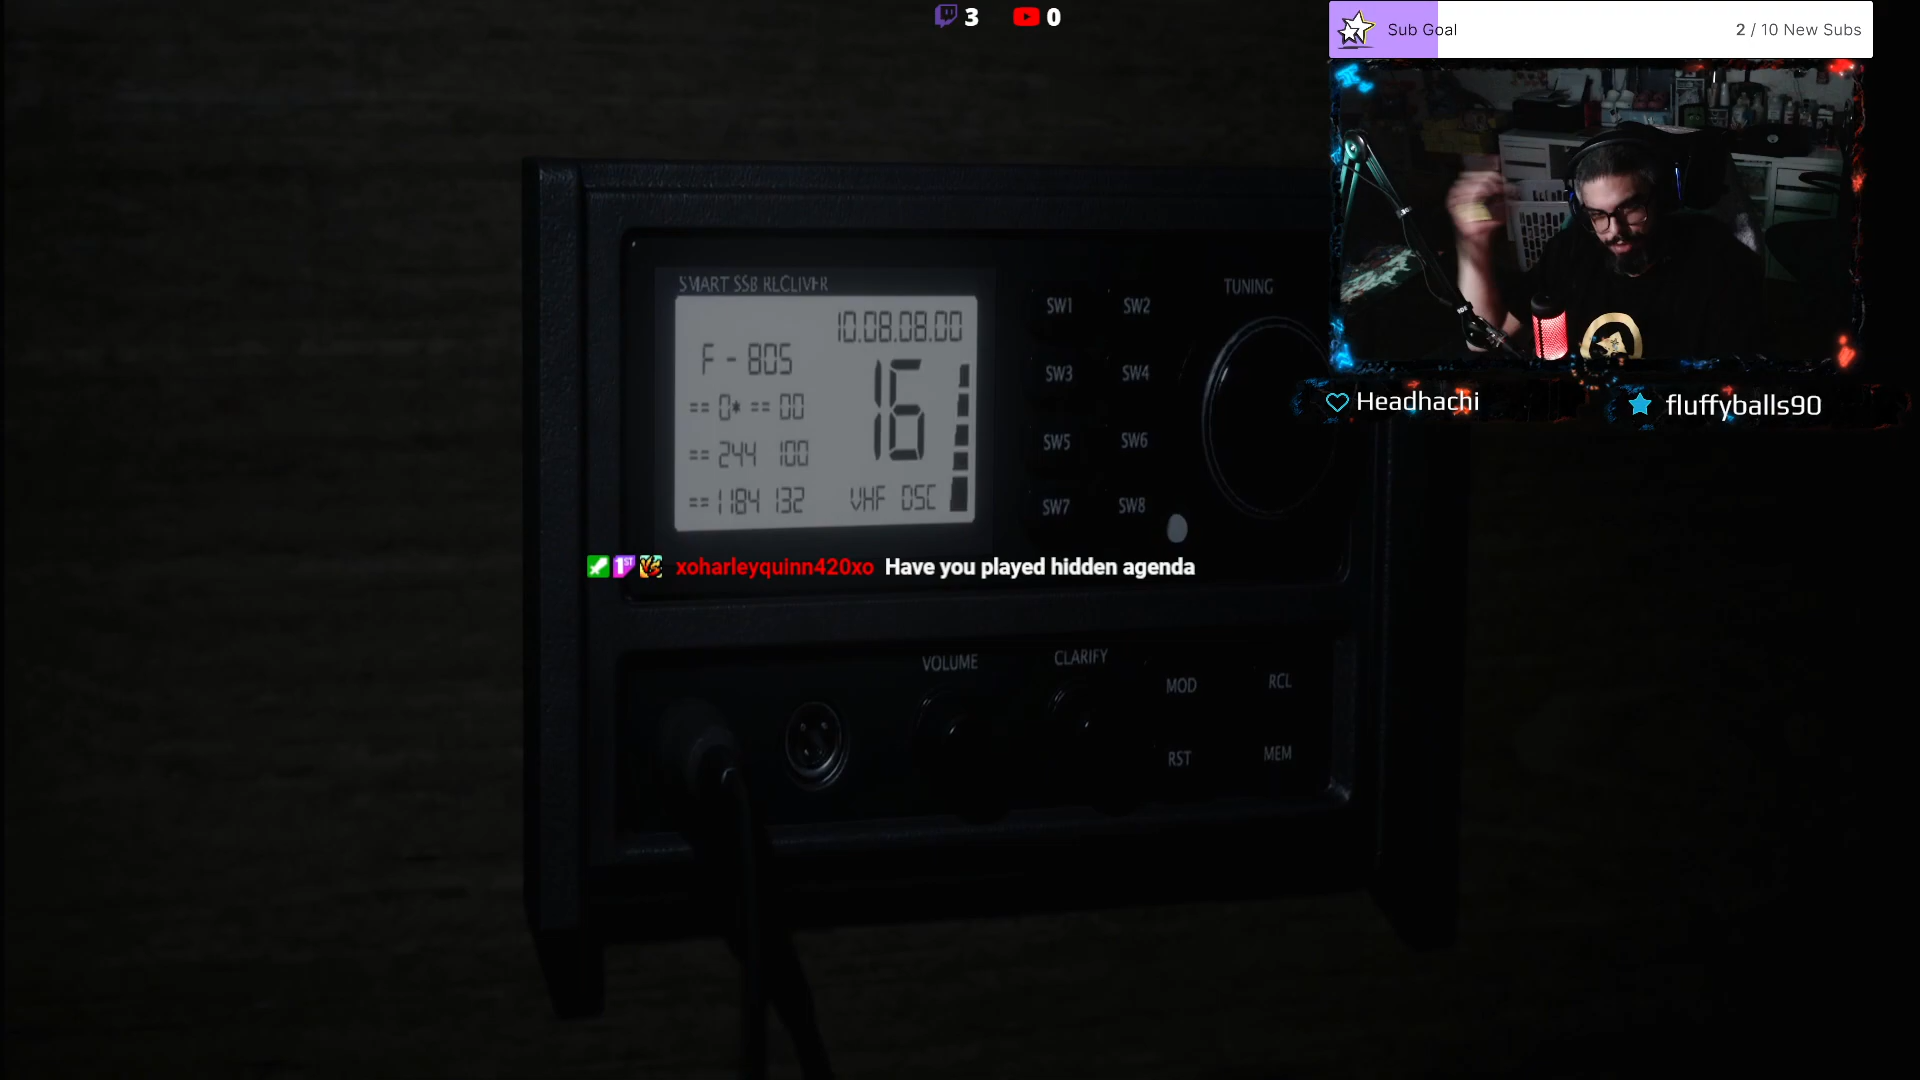 3
0
Sub Goal
2 / 10 New Subs
Headhachi
fluffyballs90
SMART SSB RECEIVER
10.08.08.00
F - 805
16
== 0* == 00
== 244 100
== 1184 132
VHF DSC
SW1 SW2
SW3 SW4
SW5 SW6
SW7 SW8
TUNING
1ST xoharleyquinn420xo Have you played hidden agenda
VOLUME
CLARIFY
MOD
RCL
RST
MEM